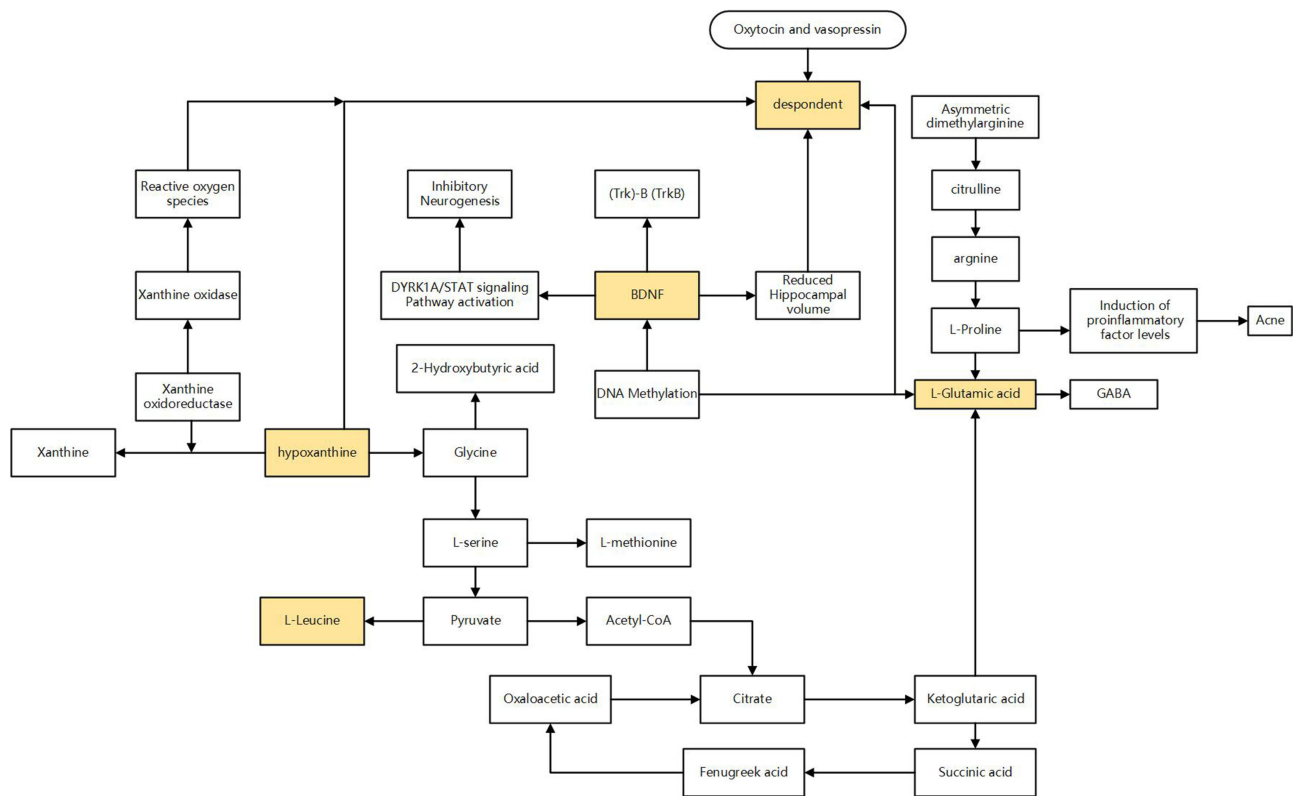 Oxytocin and vasopressin
despondent
Asymmetric
dimethylarginine
Reactive oxygen
species
Inhibitory
Neurogenesis
(Trk)-B (TrkB)
citrulline
argnine
Xanthine oxidase
DYRK1A/STAT signaling
Pathway activation
BDNF
Reduced
Hippocampal
volume
L-Proline
Induction of
proinflammatory
factor levels
Acne
2-Hydroxybutyric acid
Xanthine
oxidoreductase
DNA Methylation
L-Glutamic acid
GABA
Xanthine
hypoxanthine
Glycine
L-serine
L-methionine
L-Leucine
Pyruvate
Acetyl-CoA
Oxaloacetic acid
Citrate
Ketoglutaric acid
Fenugreek acid
Succinic acid